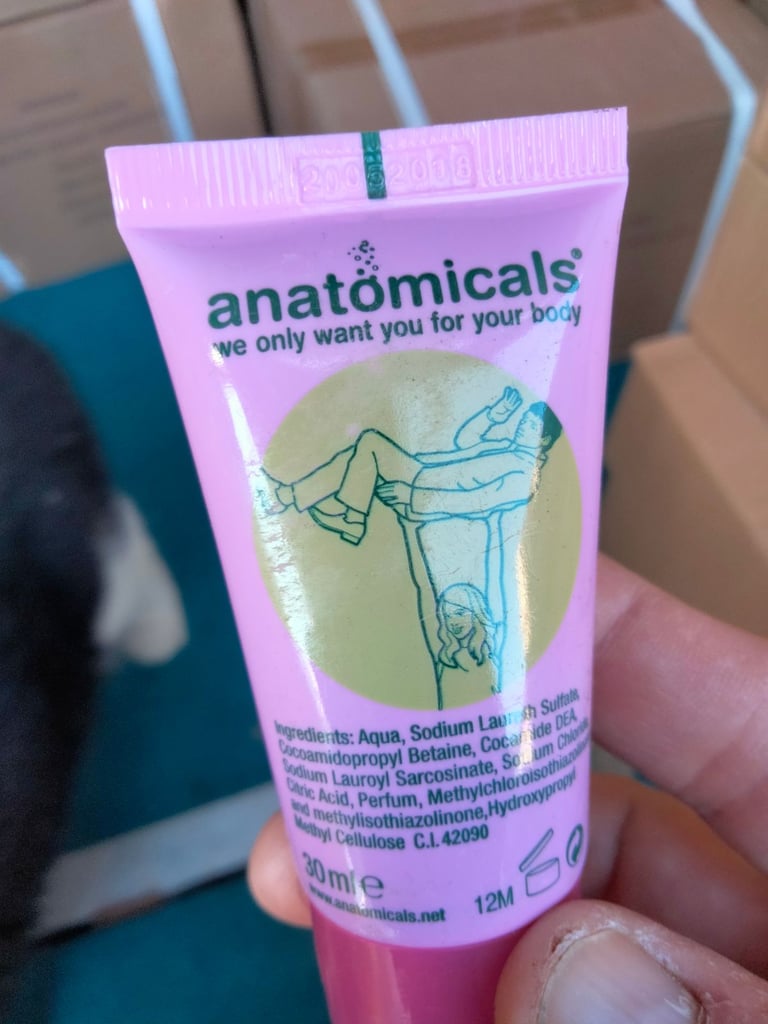 anatömicals
we only want you for your body
Ingredients: Aqua, Sodium Laureth Sulfate,
Cocoamidopropyl Betaine, Cocamide DEA,
Sodium Lauroyl Sarcosinate, Sodium Chloride,
Citric Acid, Perfum, Methylchloroisothiazolinone
and methylisothiazolinone,Hydroxypropyl
Methyl Cellulose C.I. 42090
30ml e
12M
www.anatomicals.net